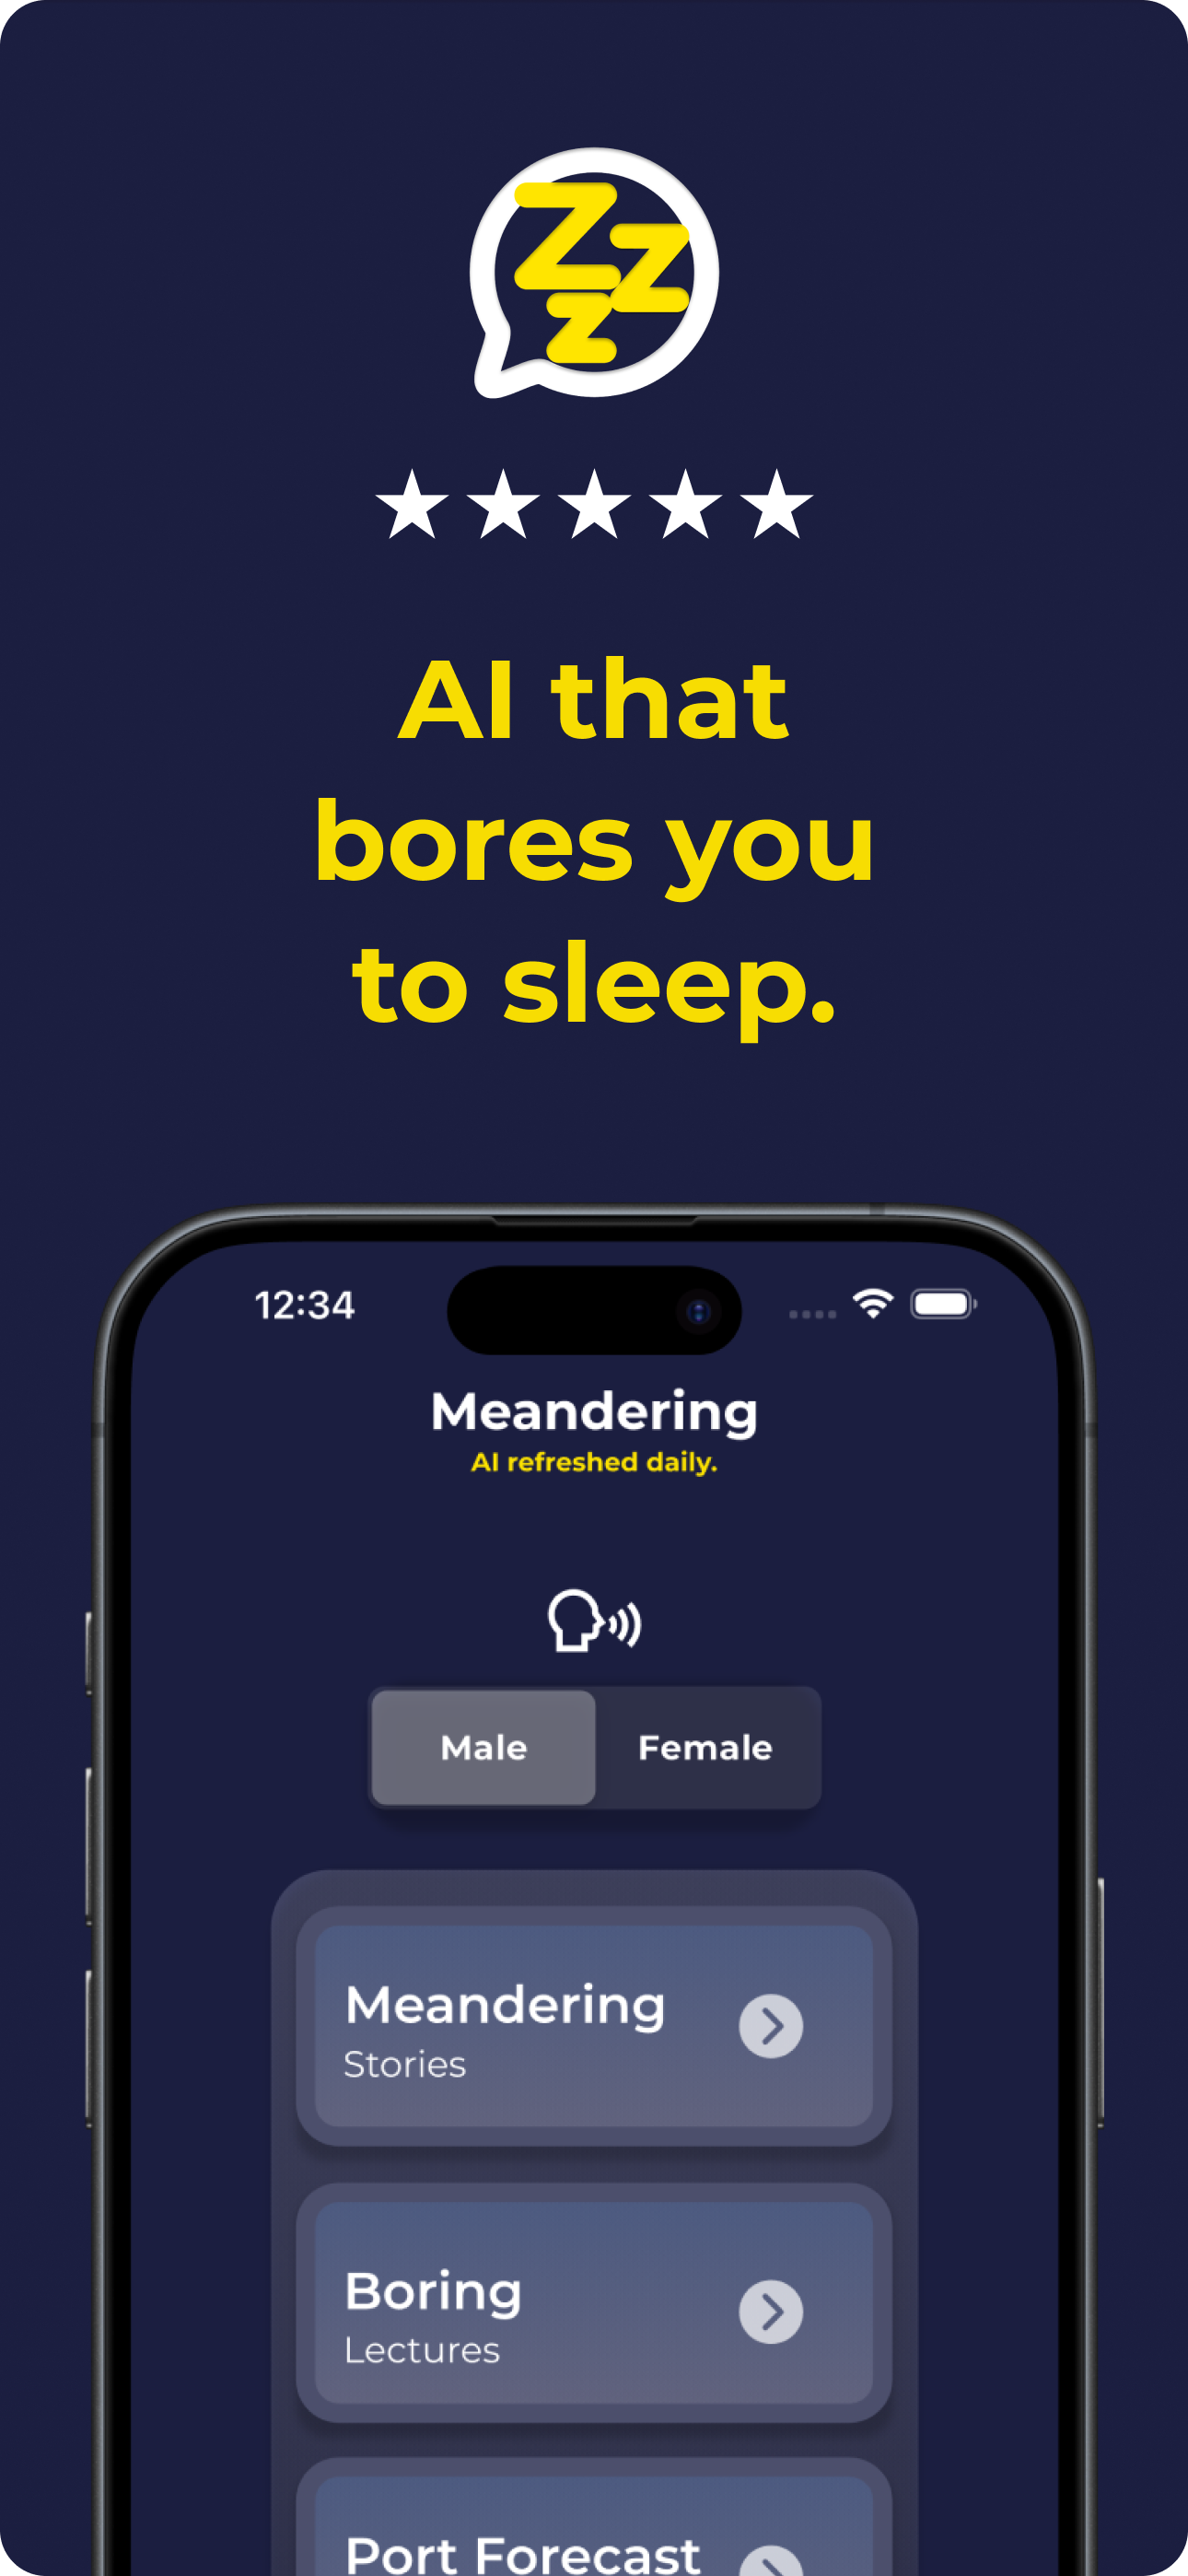 Zzz
AI that
bores you
to sleep.
12:34
Meandering
AI refreshed daily.
Male
Female
Meandering
Stories
Boring
Lectures
Port Forecast